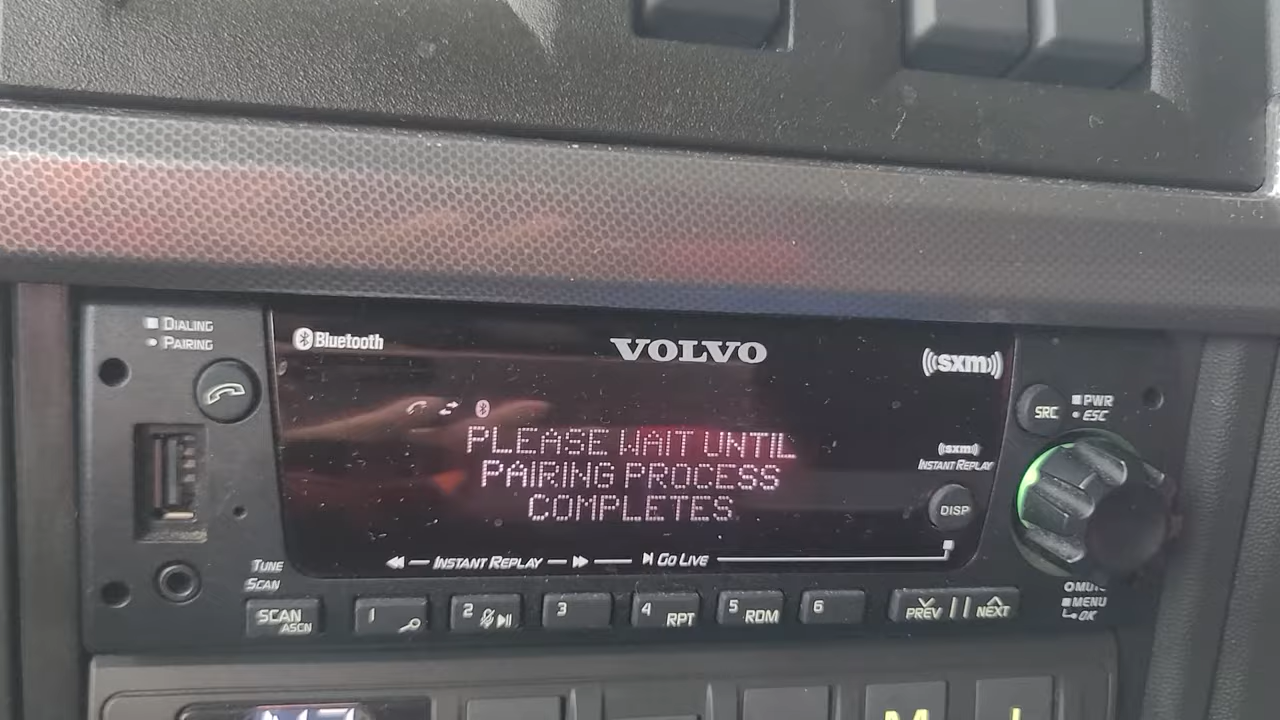 DIALING
PAIRING
Bluetooth
VOLVO
((sxm))
SRC
PWR
ESC
PLEASE WAIT UNTIL
PAIRING PROCESS
COMPLETES.
((sxm))
INSTANT REPLAY
DISP
INSTANT REPLAY
GO LIVE
TUNE
SCAN
SCAN
ASCN
1
2
3
4 RPT
5 RDM
6
PREV
NEXT
MUTE
MENU
OK